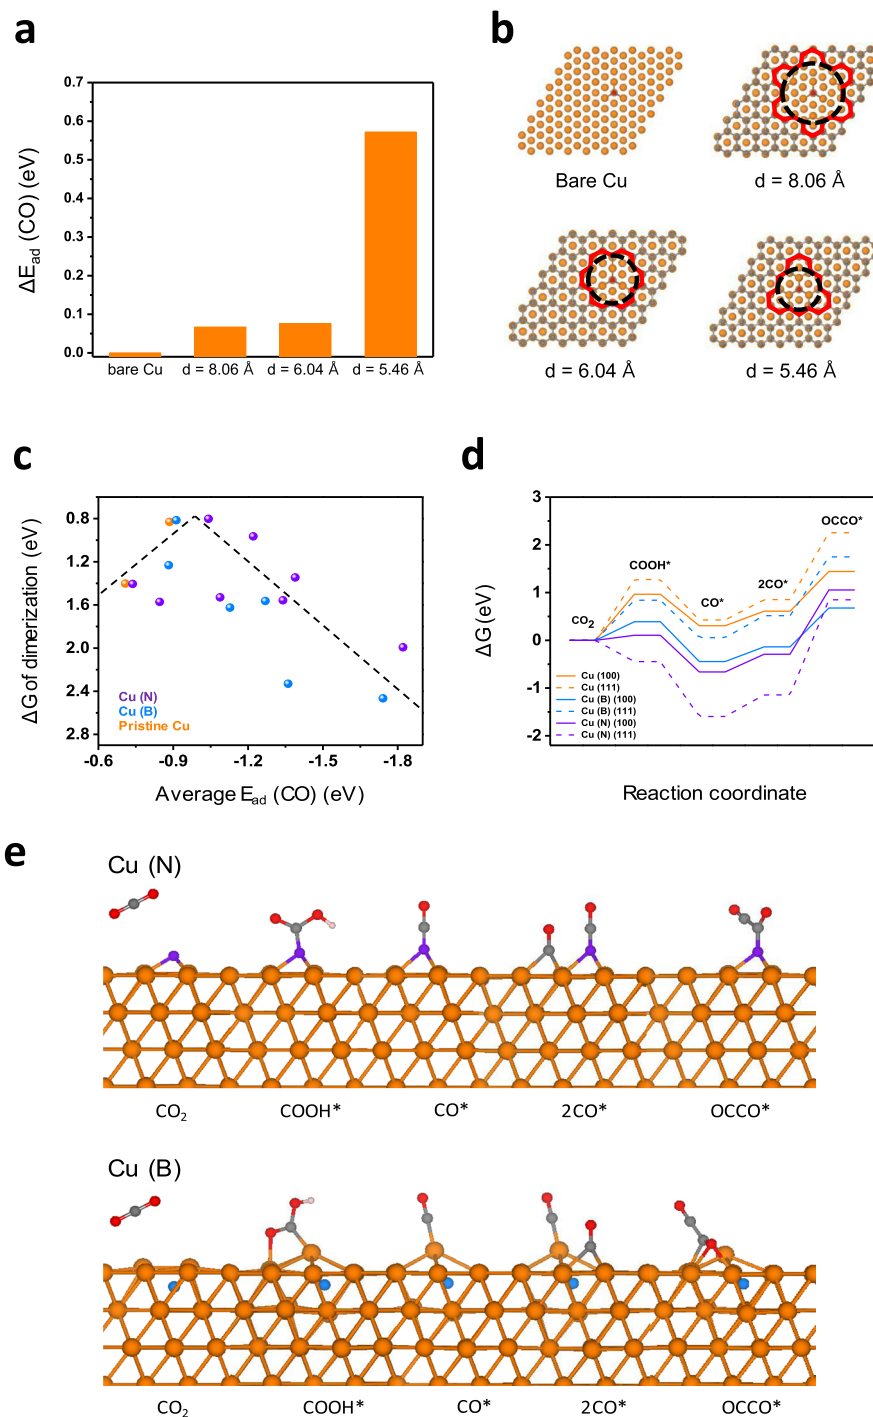 a
0.7
0.6
0.5
0.4
0.3
0.2
0.1
0.0
ΔEad (CO) (eV)
bare Cu
d = 8.06 Å
d = 6.04 Å
d = 5.46 Å
b
Bare Cu
d = 8.06 Å
d = 6.04 Å
d = 5.46 Å
c
0.8
1.2
1.6
2.0
2.4
2.8
ΔG of dimerization (eV)
Cu (N)
Cu (B)
Pristine Cu
-0.6
-0.9
-1.2
-1.5
-1.8
Average Ead (CO) (eV)
d
3
2
1
0
-1
-2
ΔG (eV)
CO₂
COOH*
CO*
2CO*
OCCO*
Cu (100)
Cu (111)
Cu (B) (100)
Cu (B) (111)
Cu (N) (100)
Cu (N) (111)
Reaction coordinate
e
Cu (N)
CO₂
COOH*
CO*
2CO*
OCCO*
Cu (B)
CO₂
COOH*
CO*
2CO*
OCCO*